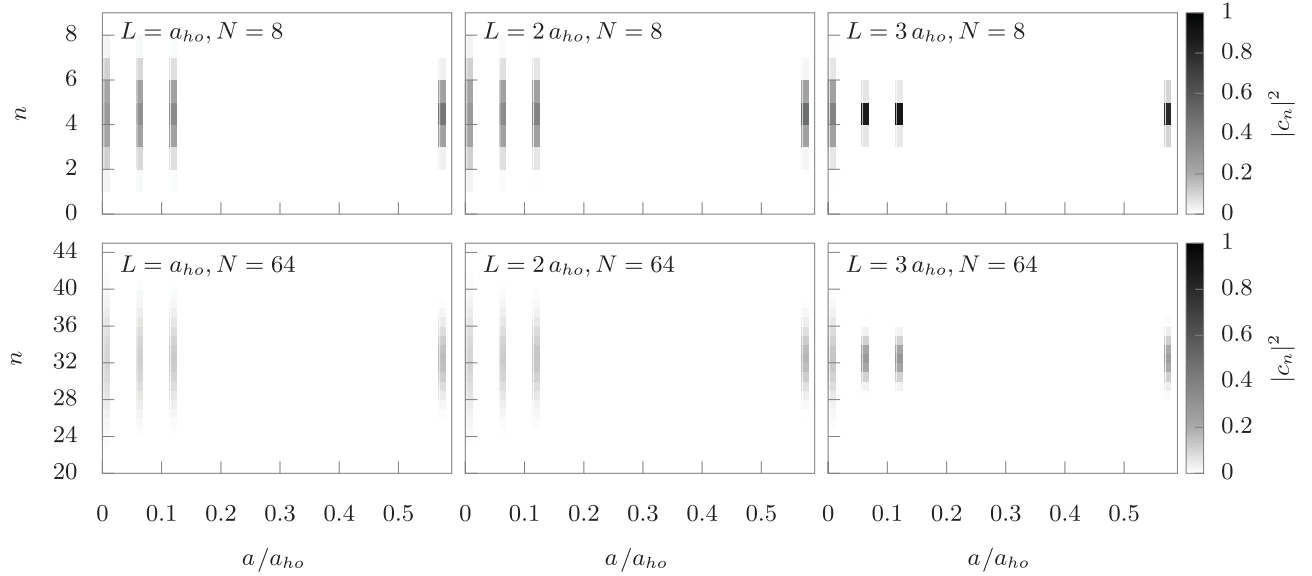 L = a_{ho}, N = 8
L = 2 a_{ho}, N = 8
L = 3 a_{ho}, N = 8
n
8
6
4
2
0
1
0.8
0.6
0.4
0.2
0
|c_n|^2
L = a_{ho}, N = 64
L = 2 a_{ho}, N = 64
L = 3 a_{ho}, N = 64
n
44
40
36
32
28
24
20
1
0.8
0.6
0.4
0.2
0
|c_n|^2
0 0.1 0.2 0.3 0.4 0.5
0 0.1 0.2 0.3 0.4 0.5
0 0.1 0.2 0.3 0.4 0.5
a/a_{ho}
a/a_{ho}
a/a_{ho}